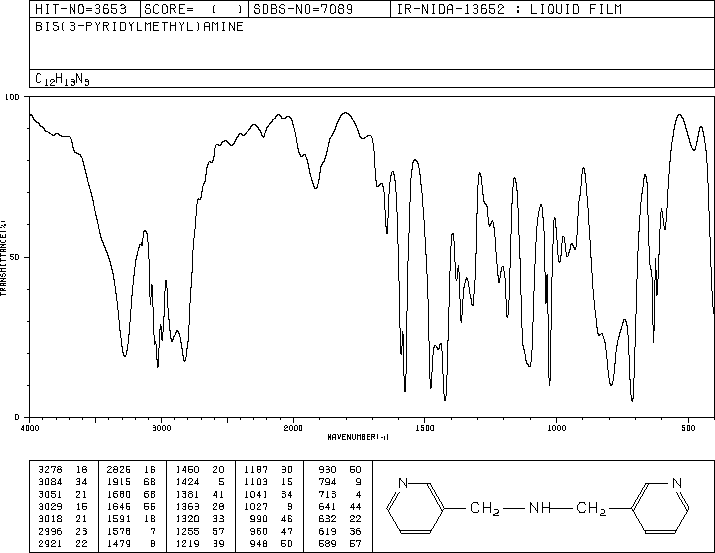 HIT-NO=3653 SCORE= ( ) SDBS-NO=7089 IR-NIDA-13652 : LIQUID FILM
BIS(3-PYRIDYLMETHYL)AMINE
C12H13N3
100
50
0
TRANSMITTANCE(%)
4000 3000 2000 1500 1000 500
WAVENUMBER(-1)
3278 18 2826 16 1460 20 1187 30 930 50
3084 34 1915 68 1424 5 1103 15 794 9
3051 21 1680 68 1381 41 1041 34 713 4
3029 15 1646 55 1363 28 1027 9 641 44
3018 21 1591 18 1320 33 990 46 632 22
2996 23 1578 7 1255 57 960 47 619 36
2921 22 1479 8 1219 39 948 50 589 57
N CH2 NH CH2 N